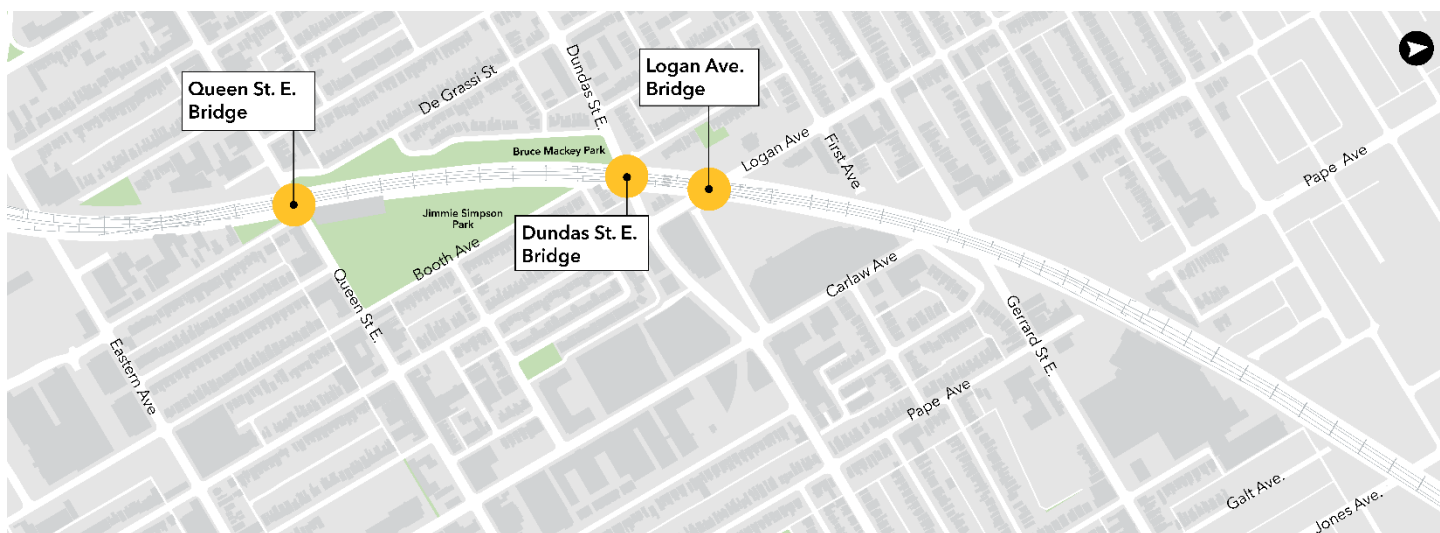 Dundas St. E.
Logan Ave.
Bridge
De Grassi St
Queen St. E.
Bridge
Bruce Mackey Park
Logan Ave
First Ave
Pape Ave
Jimmie Simpson
Park
Dundas St. E.
Bridge
Booth Ave
Carlaw Ave
Queen St. E.
Gerrard St E.
Eastern Ave
Pape Ave
Galt Ave.
Jones Ave.